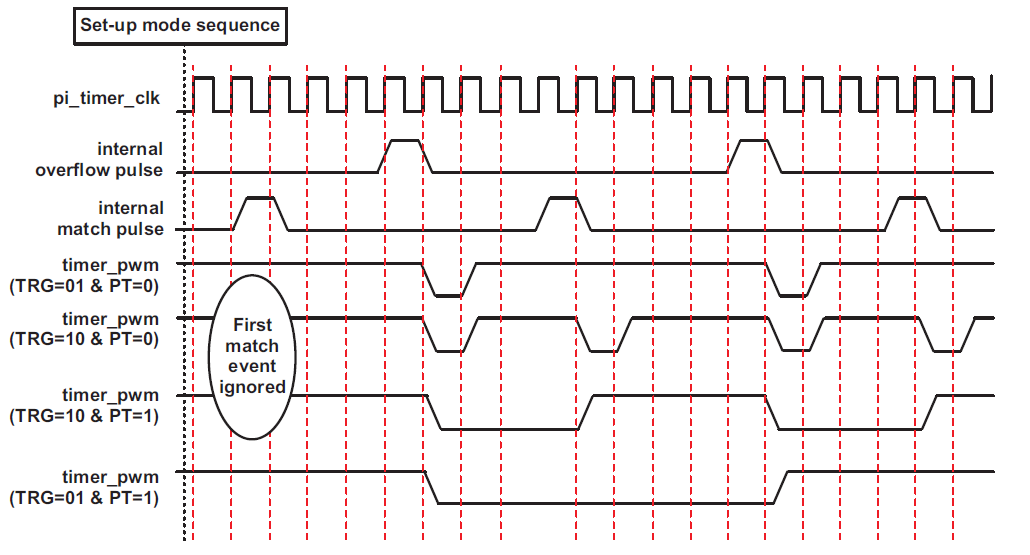 Set-up mode sequence
pi_timer_clk
internal
overflow pulse
internal
match pulse
timer_pwm
(TRG=01 & PT=0)
timer_pwm
(TRG=10 & PT=0)
First
match
event
ignored
timer_pwm
(TRG=10 & PT=1)
timer_pwm
(TRG=01 & PT=1)